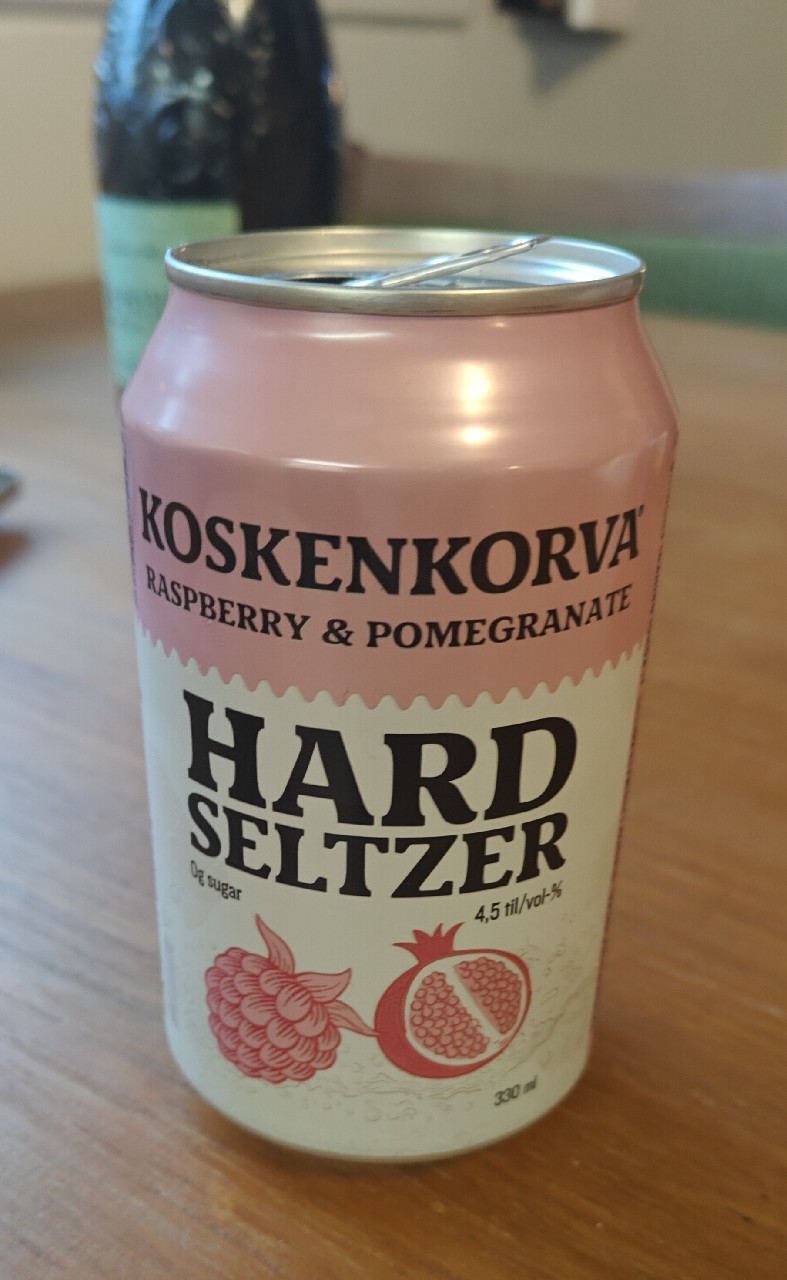 KOSKENKORVA
RASPBERRY & POMEGRANATE
HARD
SELTZER
0g sugar
4,5 til/vol-%
330 ml